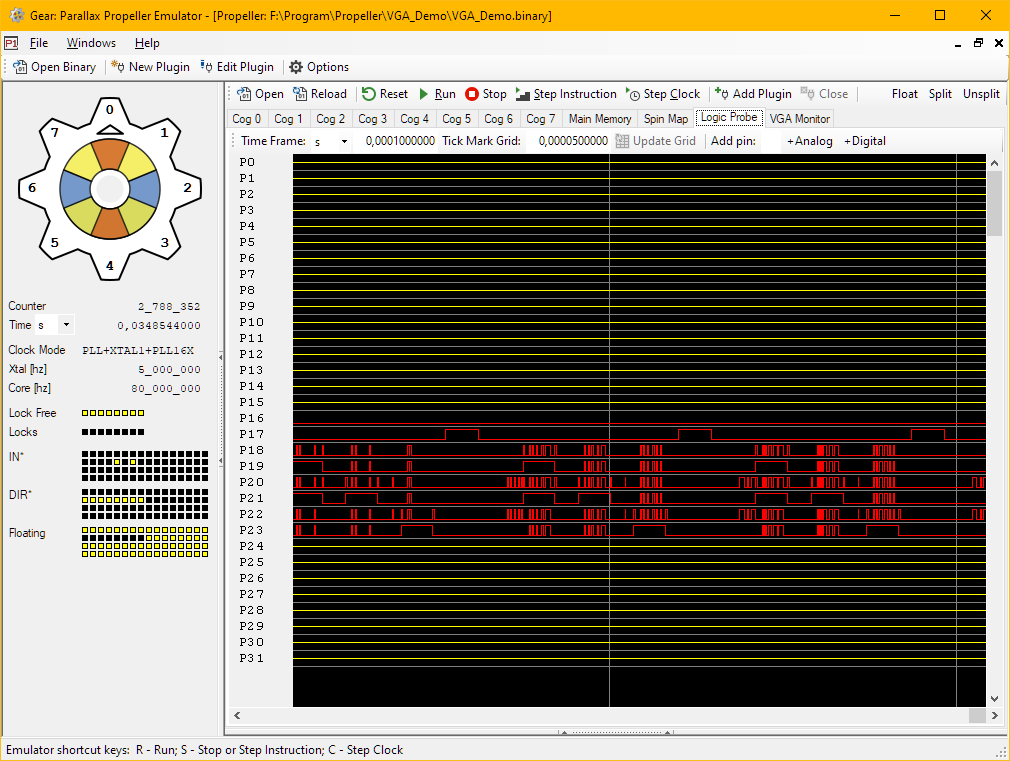 Gear: Parallax Propeller Emulator - [Propeller: F:\Program\Propeller\VGA_Demo\VGA_Demo.binary]
P1 File Windows Help
Open Binary New Plugin Edit Plugin Options
Open Reload Reset Run Stop Step Instruction Step Clock Add Plugin Close Float Split Unsplit
Cog 0 Cog 1 Cog 2 Cog 3 Cog 4 Cog 5 Cog 6 Cog 7 Main Memory Spin Map Logic Probe VGA Monitor
Time Frame: s 0,0001000000 Tick Mark Grid: 0,0000500000 Update Grid Add pin: +Analog +Digital
0
7 1
6 2
5 3
4
Counter 2_788_352
Time s 0,0348544000
Clock Mode PLL+XTAL1+PLL16X
Xtal [hz] 5_000_000
Core [hz] 80_000_000
Lock Free
Locks
IN*
DIR*
Floating
P0
P1
P2
P3
P4
P5
P6
P7
P8
P9
P10
P11
P12
P13
P14
P15
P16
P17
P18
P19
P20
P21
P22
P23
P24
P25
P26
P27
P28
P29
P30
P31
Emulator shortcut keys: R - Run; S - Stop or Step Instruction; C - Step Clock